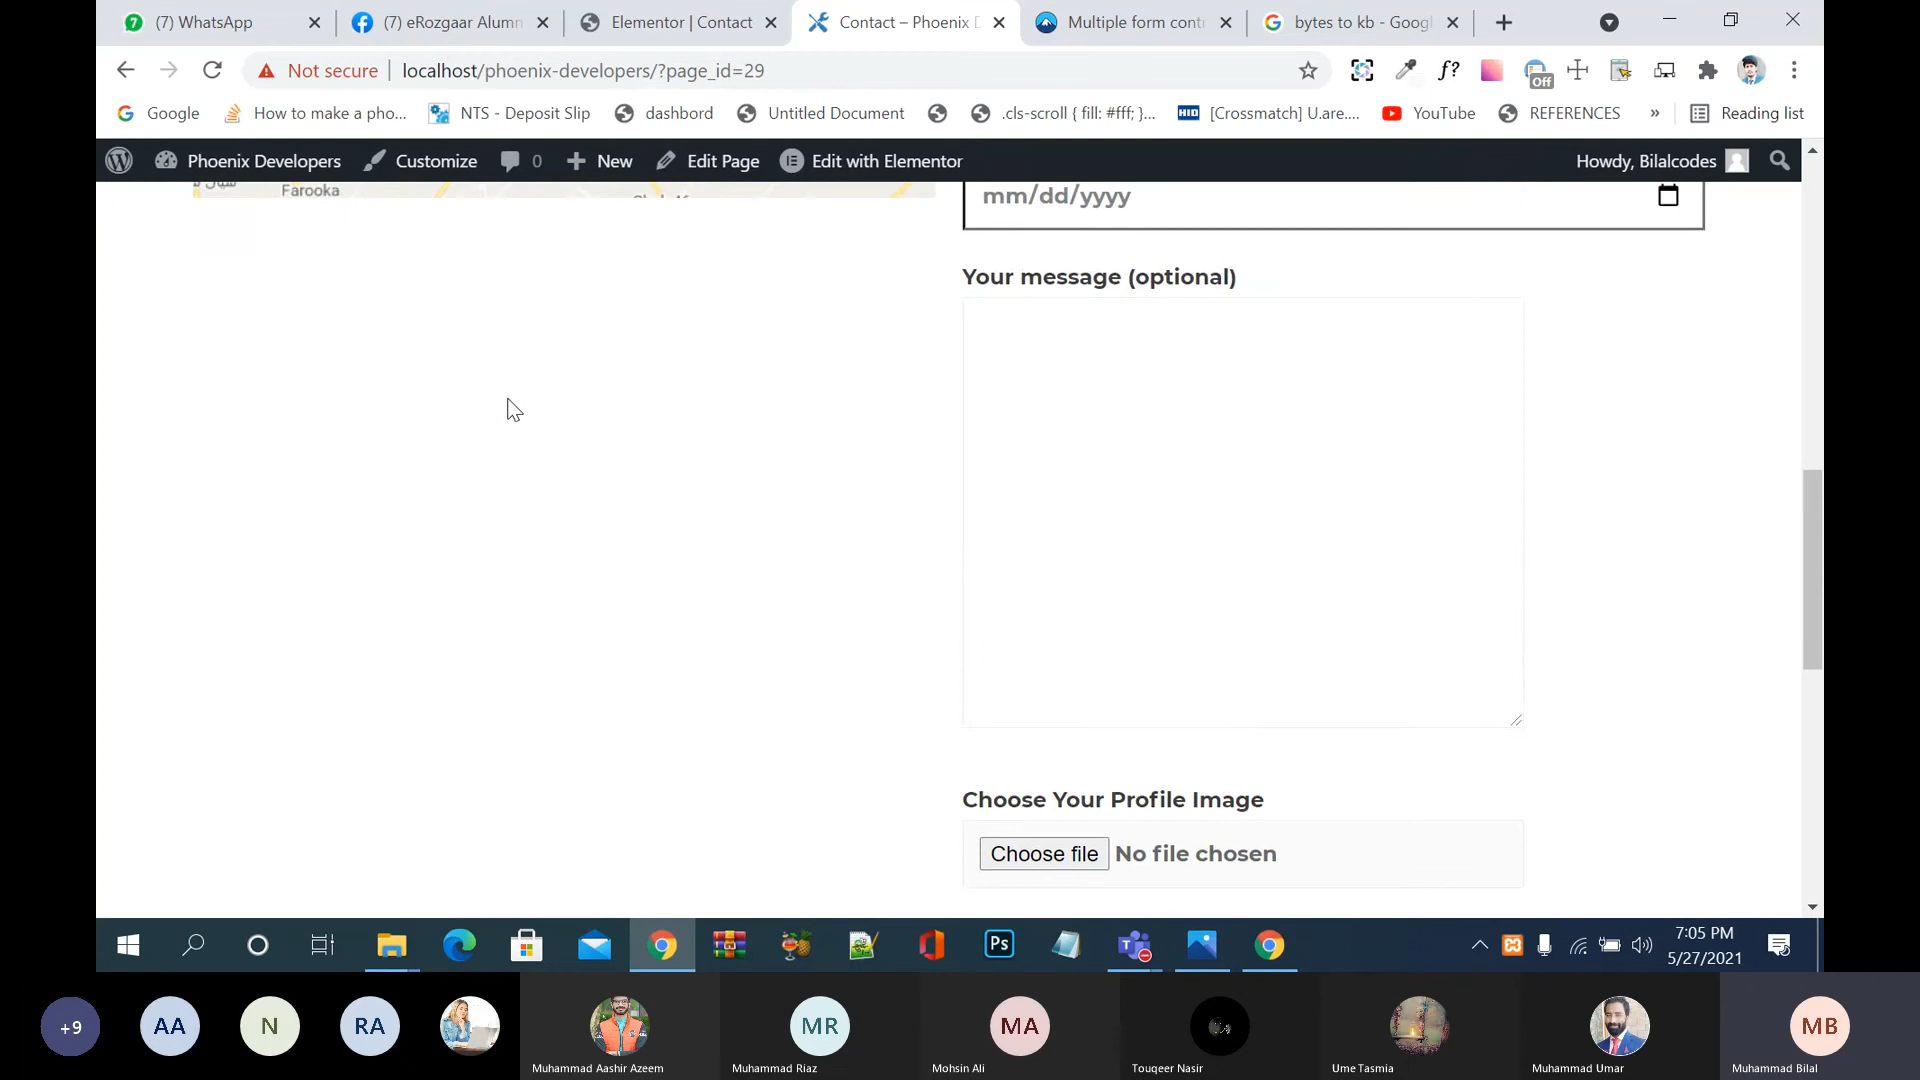 (7) WhatsApp
(7) eRozgaar Alumn
Elementor | Contact
Contact – Phoenix D
Multiple form cont
bytes to kb - Googl
Not secure
localhost/phoenix-developers/?page_id=29
f?
Off
Google
How to make a pho...
NTS - Deposit Slip
dashbord
Untitled Document
.cls-scroll { fill: #fff; }...
HID
[Crossmatch] U.are....
YouTube
REFERENCES
»
Reading list
Phoenix Developers
Customize
0
New
Edit Page
Edit with Elementor
Howdy, Bilalcodes
Farooka
mm/dd/yyyy
Your message (optional)
Choose Your Profile Image
Choose file
No file chosen
Ps
7:05 PM
5/27/2021
+9
AA
N
RA
MR
MA
MB
Muhammad Aashir Azeem
Muhammad Riaz
Mohsin Ali
Touqeer Nasir
Ume Tasmia
Muhammad Umar
Muhammad Bilal